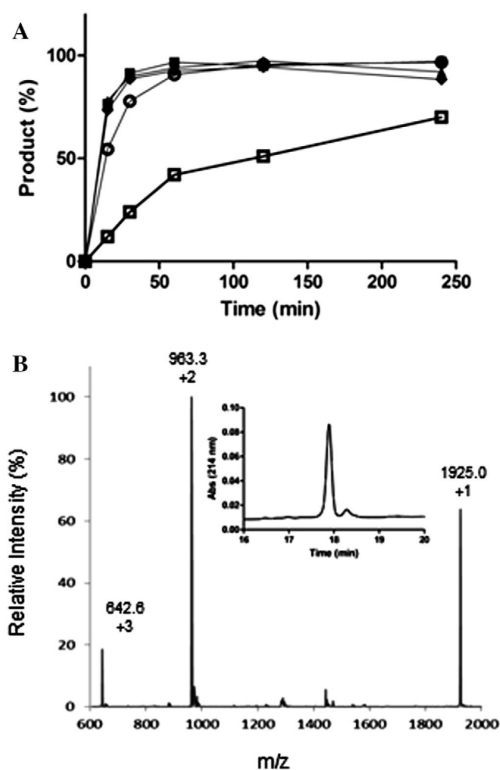 A
Product (%)
100
50
0
0 50 100 150 200 250
Time (min)
B
Relative Intensity (%)
100
80
60
40
20
0
963.3
+2
1925.0
+1
642.6
+3
Abs (214 nm)
0.10
0.08
0.06
0.04
0.02
0.00
16 17 18 19 20
Time (min)
600 800 1000 1200 1400 1600 1800 2000
m/z